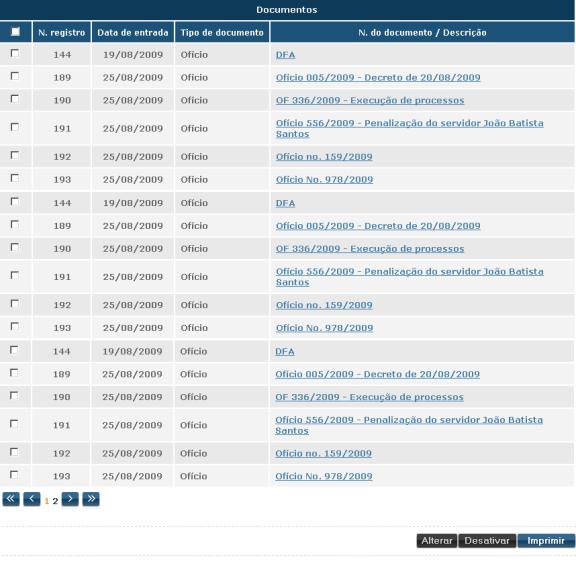 Documentos
N. registro Data de entrada Tipo de documento N. do documento / Descrição
144 19/08/2009 Ofício DFA
189 25/08/2009 Ofício Ofício 005/2009 - Decreto de 20/08/2009
190 25/08/2009 Ofício OF 336/2009 - Execução de processos
191 25/08/2009 Ofício Ofício 556/2009 - Penalização do servidor João Batista
Santos
192 25/08/2009 Ofício Ofício no. 159/2009
193 25/08/2009 Ofício Ofício No. 978/2009
144 19/08/2009 Ofício DFA
189 25/08/2009 Ofício Ofício 005/2009 - Decreto de 20/08/2009
190 25/08/2009 Ofício OF 336/2009 - Execução de processos
191 25/08/2009 Ofício Ofício 556/2009 - Penalização do servidor João Batista
Santos
192 25/08/2009 Ofício Ofício no. 159/2009
193 25/08/2009 Ofício Ofício No. 978/2009
144 19/08/2009 Ofício DFA
189 25/08/2009 Ofício Ofício 005/2009 - Decreto de 20/08/2009
190 25/08/2009 Ofício OF 336/2009 - Execução de processos
191 25/08/2009 Ofício Ofício 556/2009 - Penalização do servidor João Batista
Santos
192 25/08/2009 Ofício Ofício no. 159/2009
193 25/08/2009 Ofício Ofício No. 978/2009
« < 1 2 > »
Alterar Desativar Imprimir